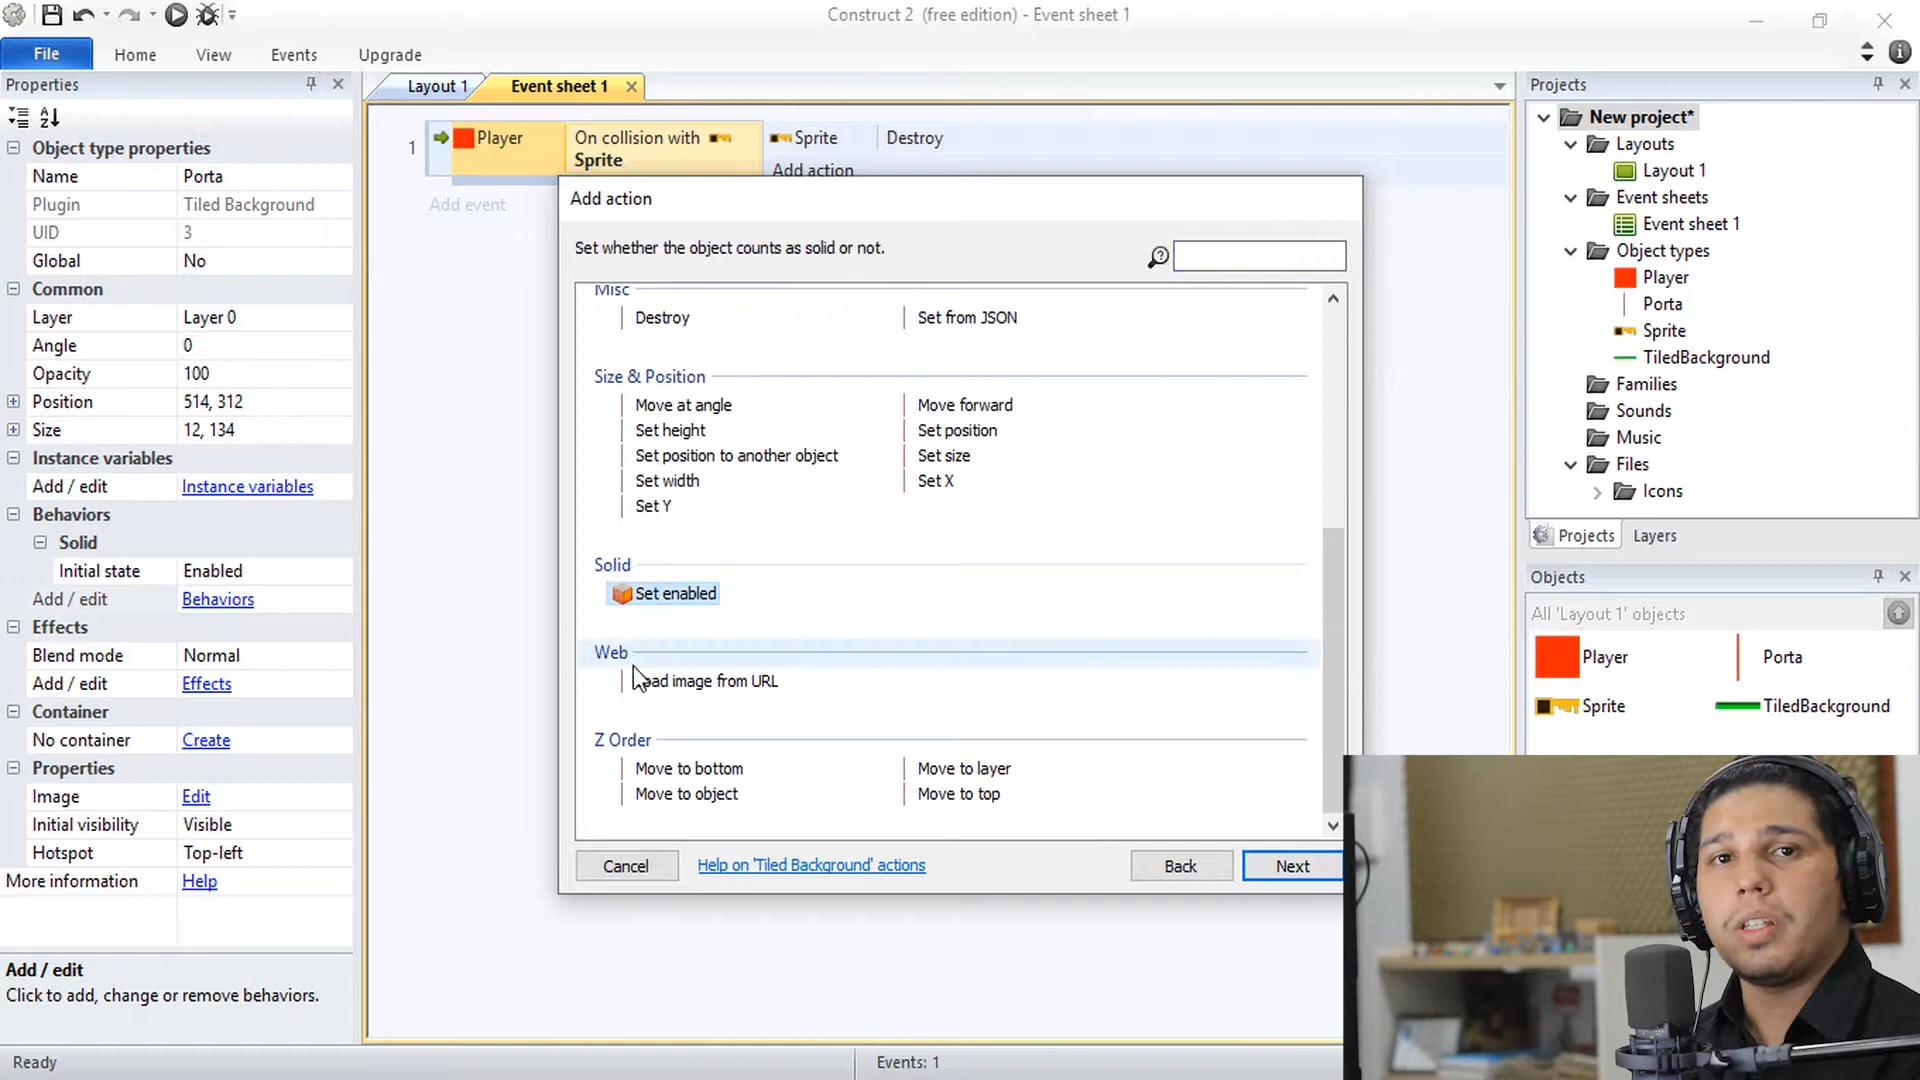 Construct 2 (free edition) - Event sheet 1
File
Home
View
Events
Upgrade
Properties
Object type properties
Name Porta
Plugin Tiled Background
UID 3
Global No
Common
Layer Layer 0
Angle 0
Opacity 100
Position 514, 312
Size 12, 134
Instance variables
Add / edit Instance variables
Behaviors
Solid
Initial state Enabled
Add / edit Behaviors
Effects
Blend mode Normal
Add / edit Effects
Container
No container Create
Properties
Image Edit
Initial visibility Visible
Hotspot Top-left
More information Help
Add / edit
Click to add, change or remove behaviors.
Ready
Layout 1
Event sheet 1
1
Player
On collision with
Sprite
Sprite
Destroy
Add action
Add event
Add action
Set whether the object counts as solid or not.
Misc
Destroy
Set from JSON
Size & Position
Move at angle
Move forward
Set height
Set position
Set position to another object
Set size
Set width
Set X
Set Y
Solid
Set enabled
Web
ad image from URL
Z Order
Move to bottom
Move to layer
Move to object
Move to top
Cancel
Help on 'Tiled Background' actions
Back
Next
Events: 1
Projects
New project*
Layouts
Layout 1
Event sheets
Event sheet 1
Object types
Player
Porta
Sprite
TiledBackground
Families
Sounds
Music
Files
Icons
Projects
Layers
Objects
All 'Layout 1' objects
Player
Porta
Sprite
TiledBackground